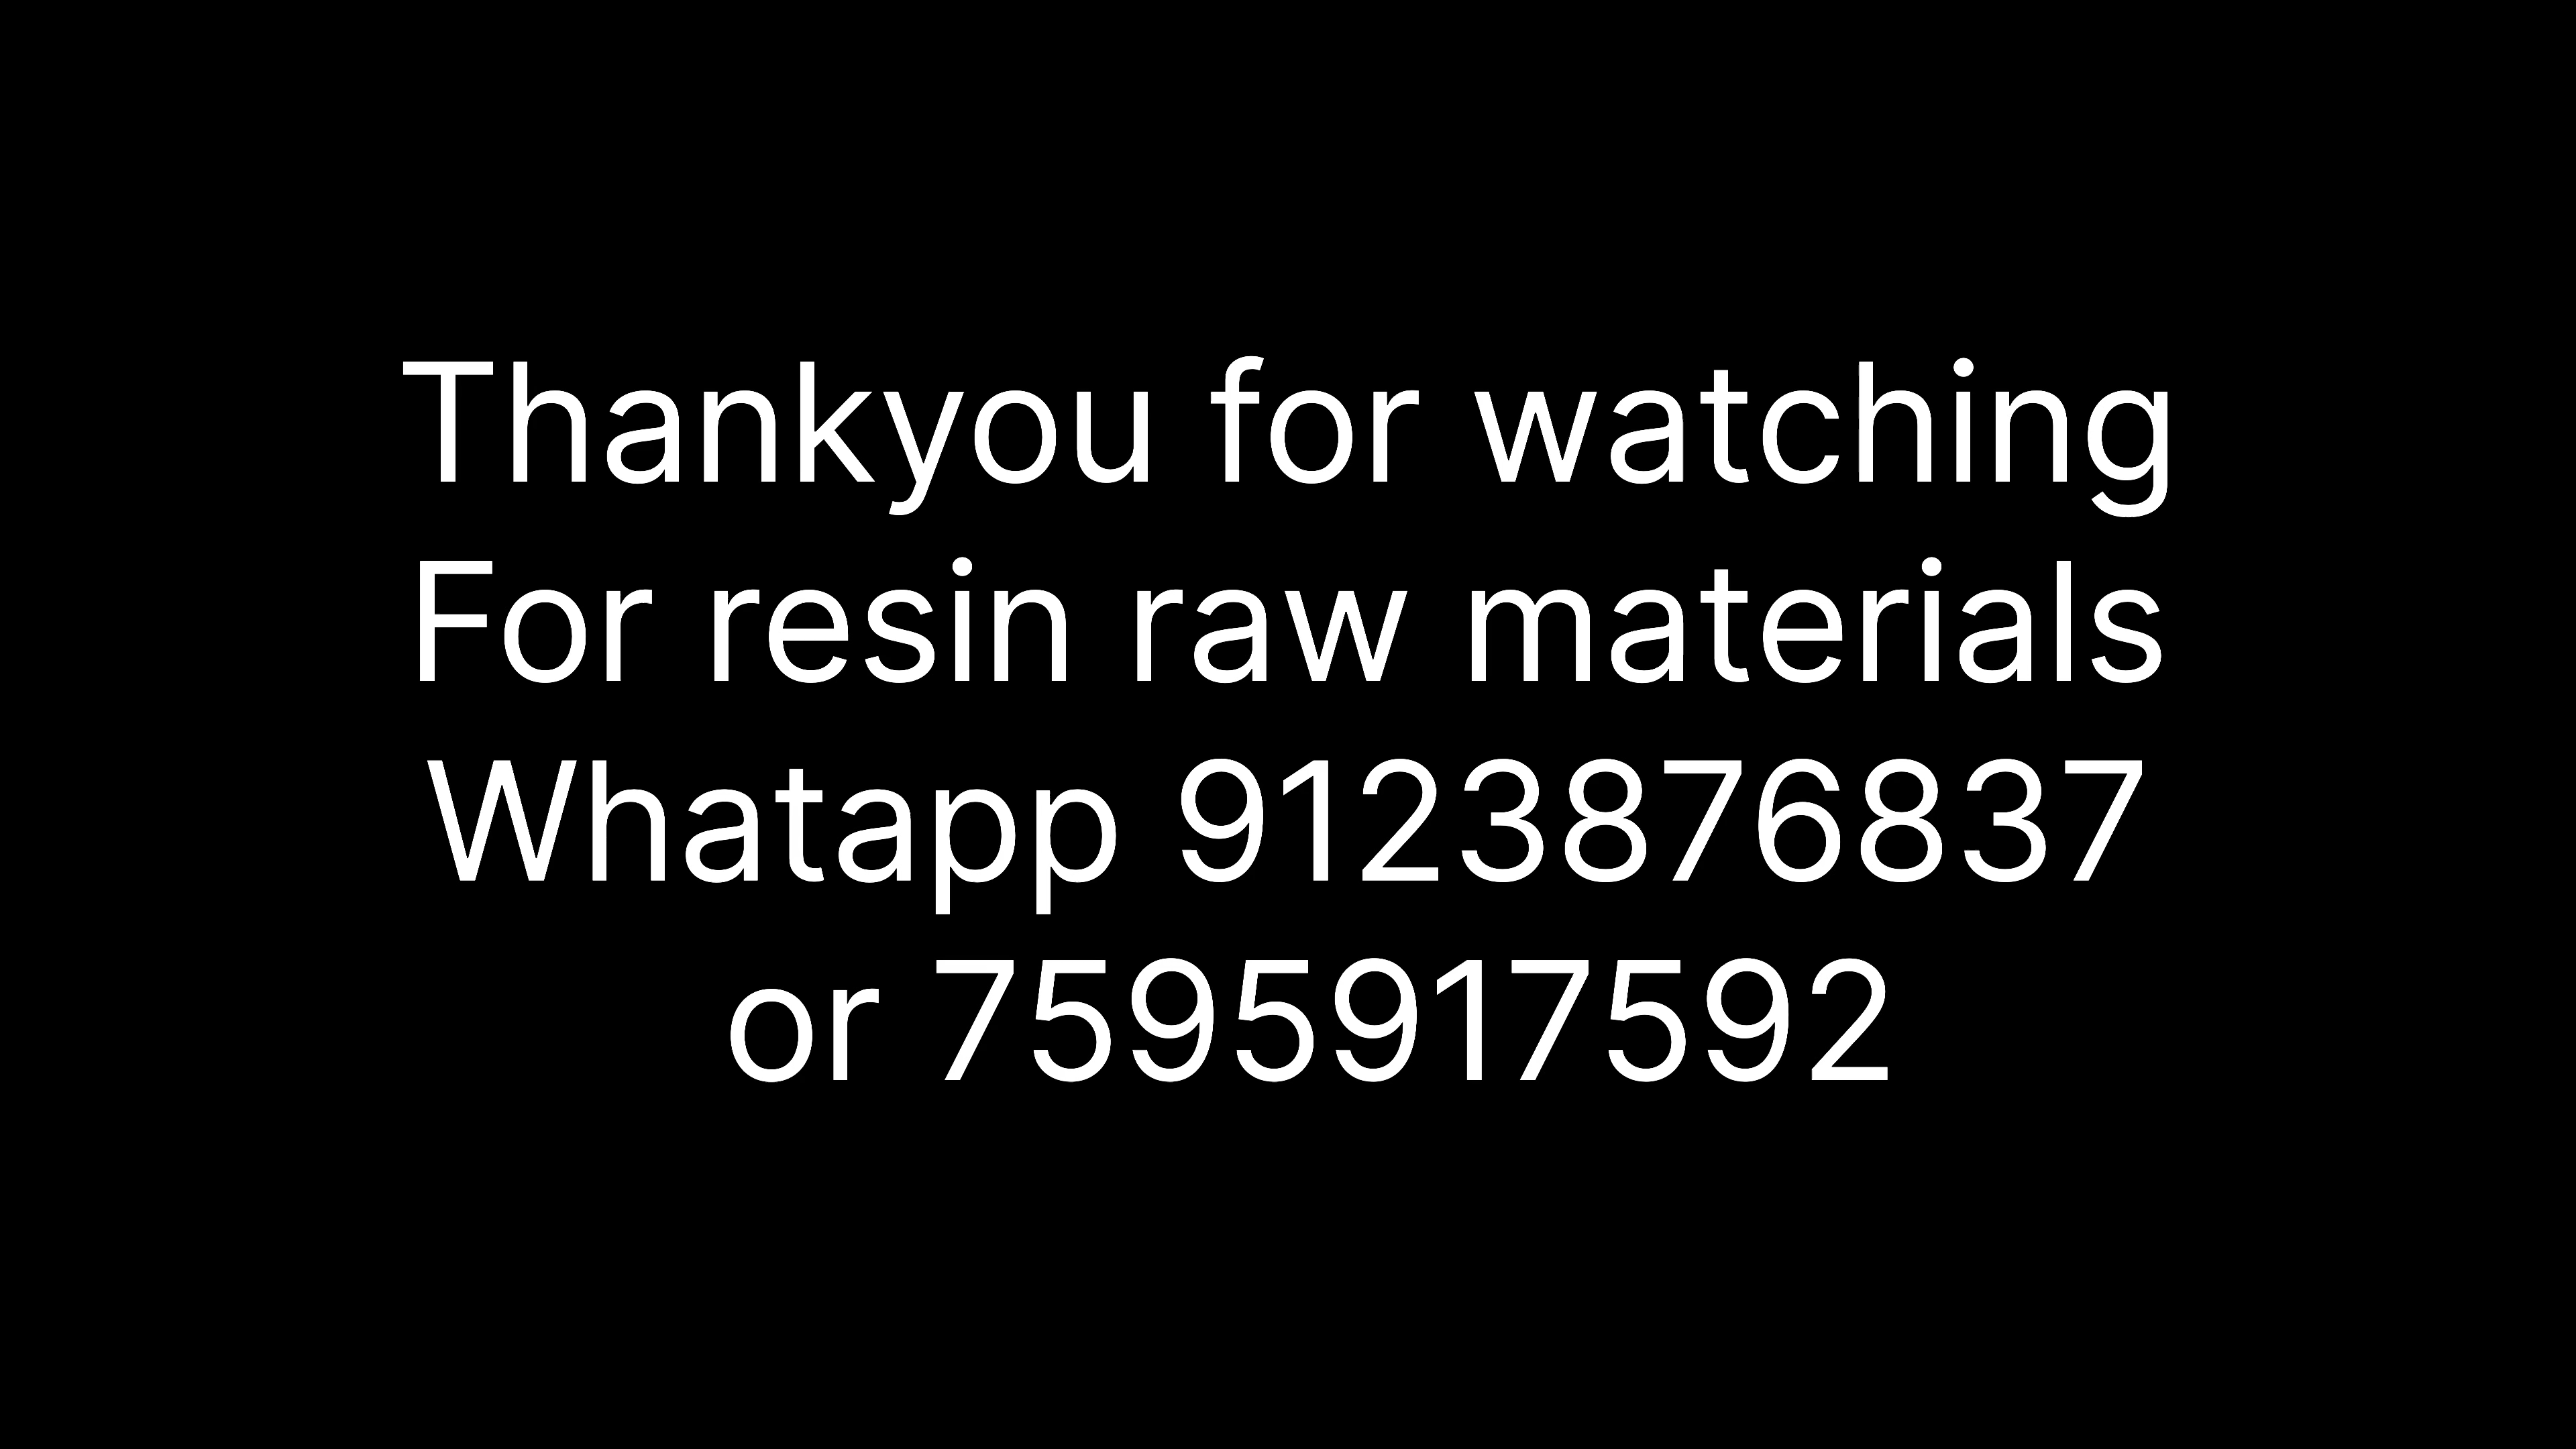 Thankyou for watching
For resin raw materials
Whatapp 9123876837
or 7595917592